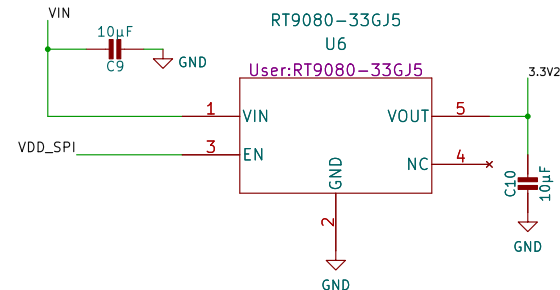 VIN
10µF
C9
GND
RT9080-33GJ5
U6
User:RT9080-33GJ5
3.3V2
1
VIN
VOUT
5
VDD_SPI
3
EN
NC
4
GND
2
C10
10µF
GND
GND